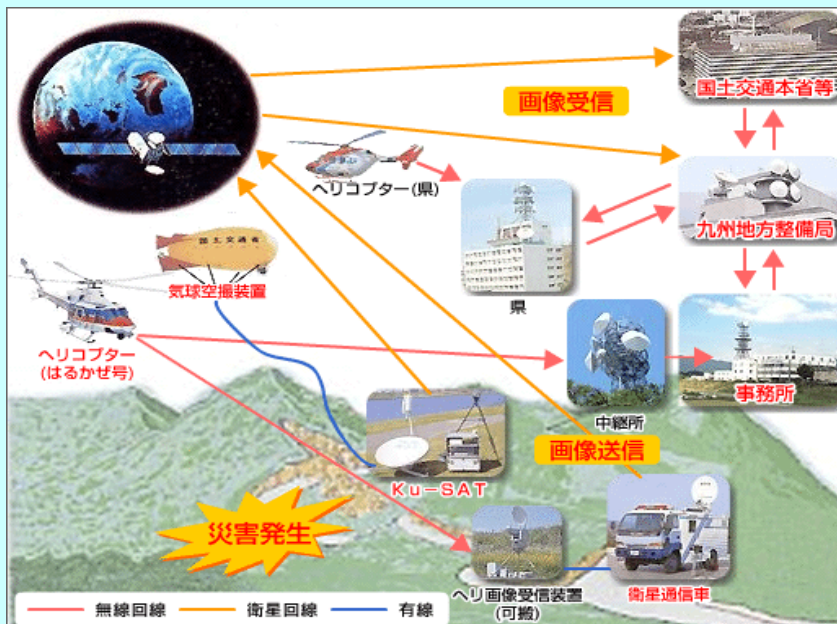 国土交通本省等
画像受信
ヘリコプター(県)
九州地方整備局
国土交通省
気球空撮装置
県
ヘリコプター
(はるかぜ号)
中継所
事務所
画像送信
Ku-SAT
災害発生
ヘリ画像受信装置
(可搬)
衛星通信車
無線回線
衛星回線
有線